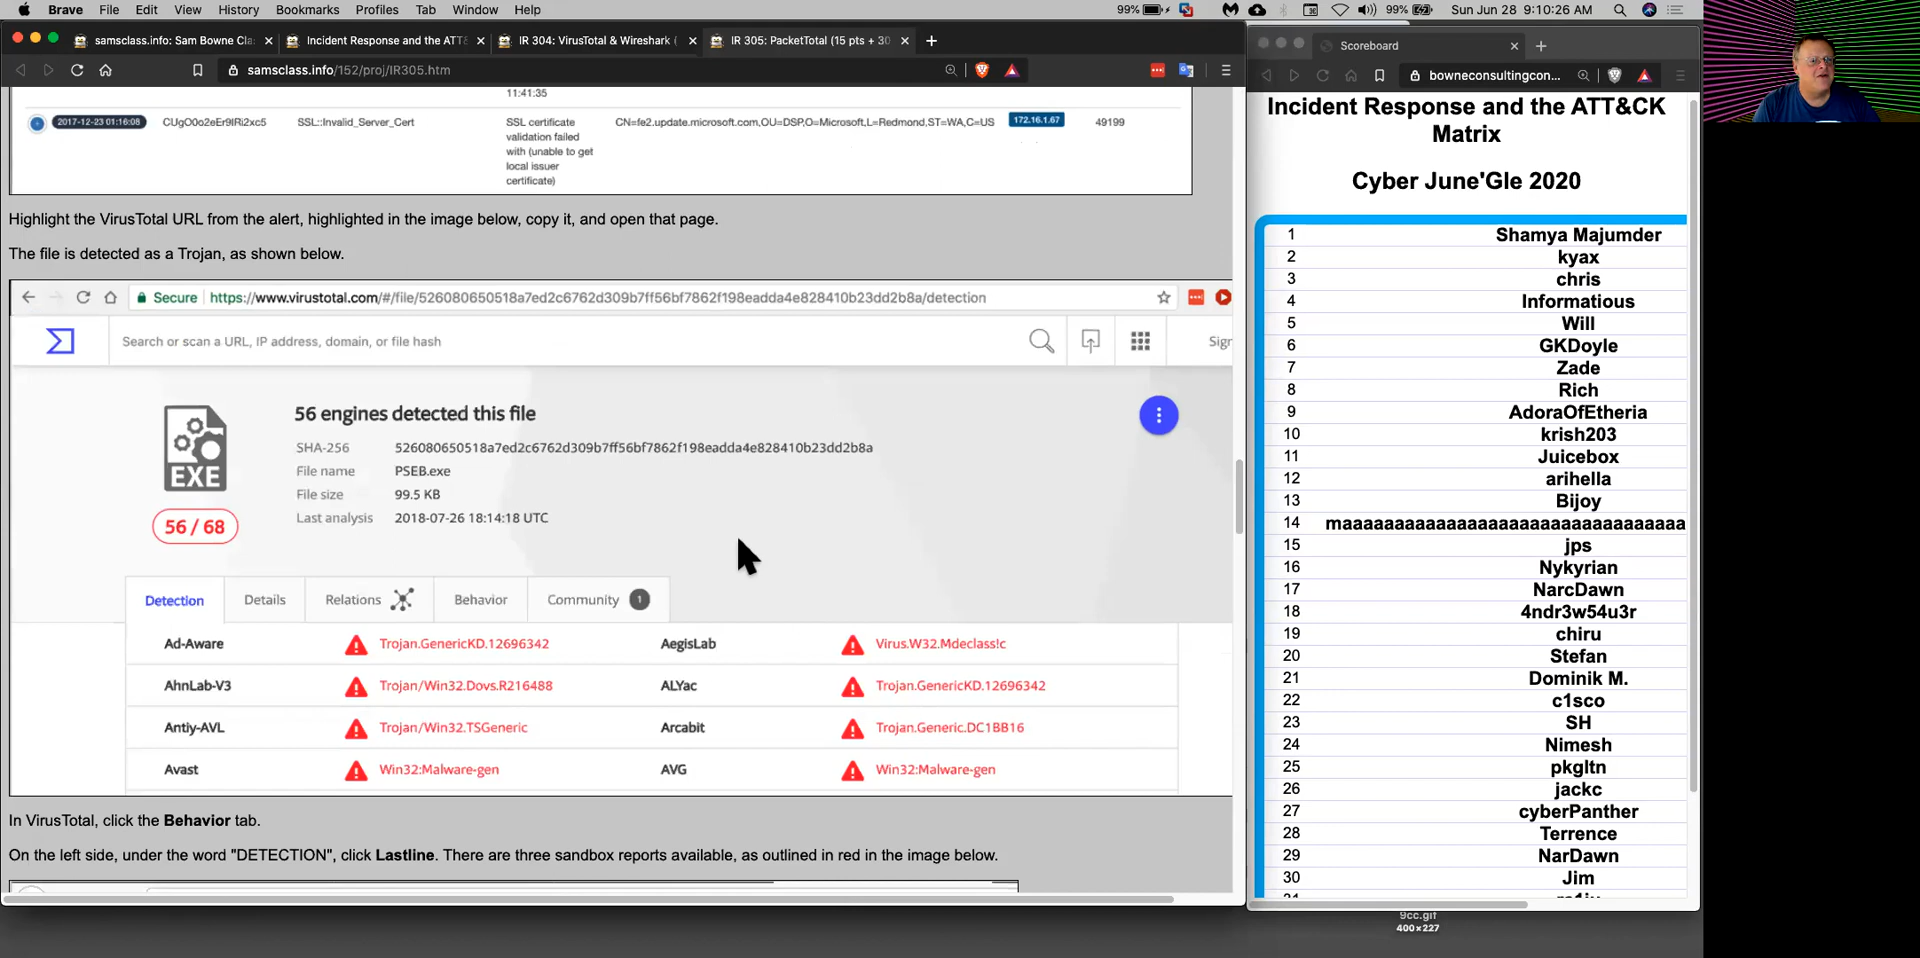 Brave File Edit View History Bookmarks Profiles Tab Window Help 99% 99% Sun Jun 28 9:10:26 AM
samsclass.info: Sam Bowne Cla
Incident Response and the ATT&
IR 304: VirusTotal & Wireshark (
IR 305: PacketTotal (15 pts + 30
samsclass.info/152/proj/IR305.htm
11:41:35
2017-12-23 01:16:08 CUgO0o2eEr9IRi2xc5 SSL::Invalid_Server_Cert SSL certificate CN=fe2.update.microsoft.com,OU=DSP,O=Microsoft,L=Redmond,ST=WA,C=US 172.16.1.67 49199
validation failed
with (unable to get
local issuer
certificate)
Highlight the VirusTotal URL from the alert, highlighted in the image below, copy it, and open that page.
The file is detected as a Trojan, as shown below.
Secure https://www.virustotal.com/#/file/526080650518a7ed2c6762d309b7ff56bf7862f198eadda4e828410b23dd2b8a/detection
Search or scan a URL, IP address, domain, or file hash
Sign
56 engines detected this file
SHA-256 526080650518a7ed2c6762d309b7ff56bf7862f198eadda4e828410b23dd2b8a
File name PSEB.exe
File size 99.5 KB
Last analysis 2018-07-26 18:14:18 UTC
EXE
56 / 68
Detection Details Relations Behavior Community 1
Ad-Aware Trojan.GenericKD.12696342 AegisLab Virus.W32.Mdeclass!c
AhnLab-V3 Trojan/Win32.Dovs.R216488 ALYac Trojan.GenericKD.12696342
Antiy-AVL Trojan/Win32.TSGeneric Arcabit Trojan.Generic.DC1BB16
Avast Win32:Malware-gen AVG Win32:Malware-gen
In VirusTotal, click the Behavior tab.
On the left side, under the word "DETECTION", click Lastline. There are three sandbox reports available, as outlined in red in the image below.
Scoreboard
bowneconsultingcon...
Incident Response and the ATT&CK
Matrix
Cyber June'Gle 2020
1 Shamya Majumder
2 kyax
3 chris
4 Informatious
5 Will
6 GKDoyle
7 Zade
8 Rich
9 AdoraOfEtheria
10 krish203
11 Juicebox
12 arihella
13 Bijoy
14 maaaaaaaaaaaaaaaaaaaaaaaaaaaaaaaaa
15 jps
16 Nykyrian
17 NarcDawn
18 4ndr3w54u3r
19 chiru
20 Stefan
21 Dominik M.
22 c1sco
23 SH
24 Nimesh
25 pkgltn
26 jackc
27 cyberPanther
28 Terrence
29 NarDawn
30 Jim
9cc.gif
400×227